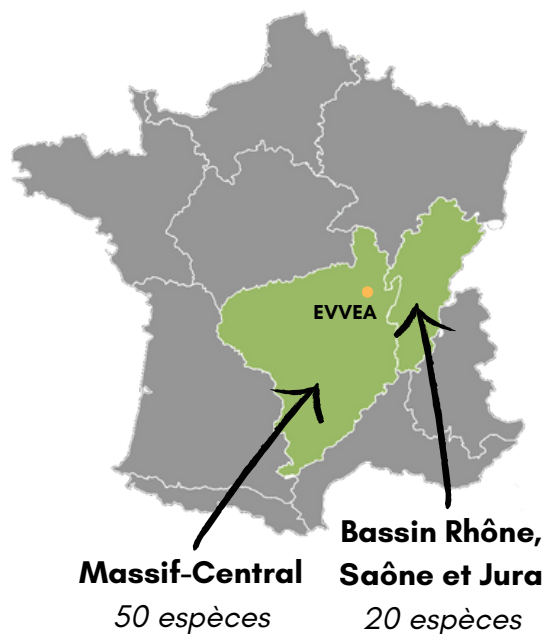 EVVEA
Massif-Central
50 espèces
Bassin Rhône,
Saône et Jura
20 espèces